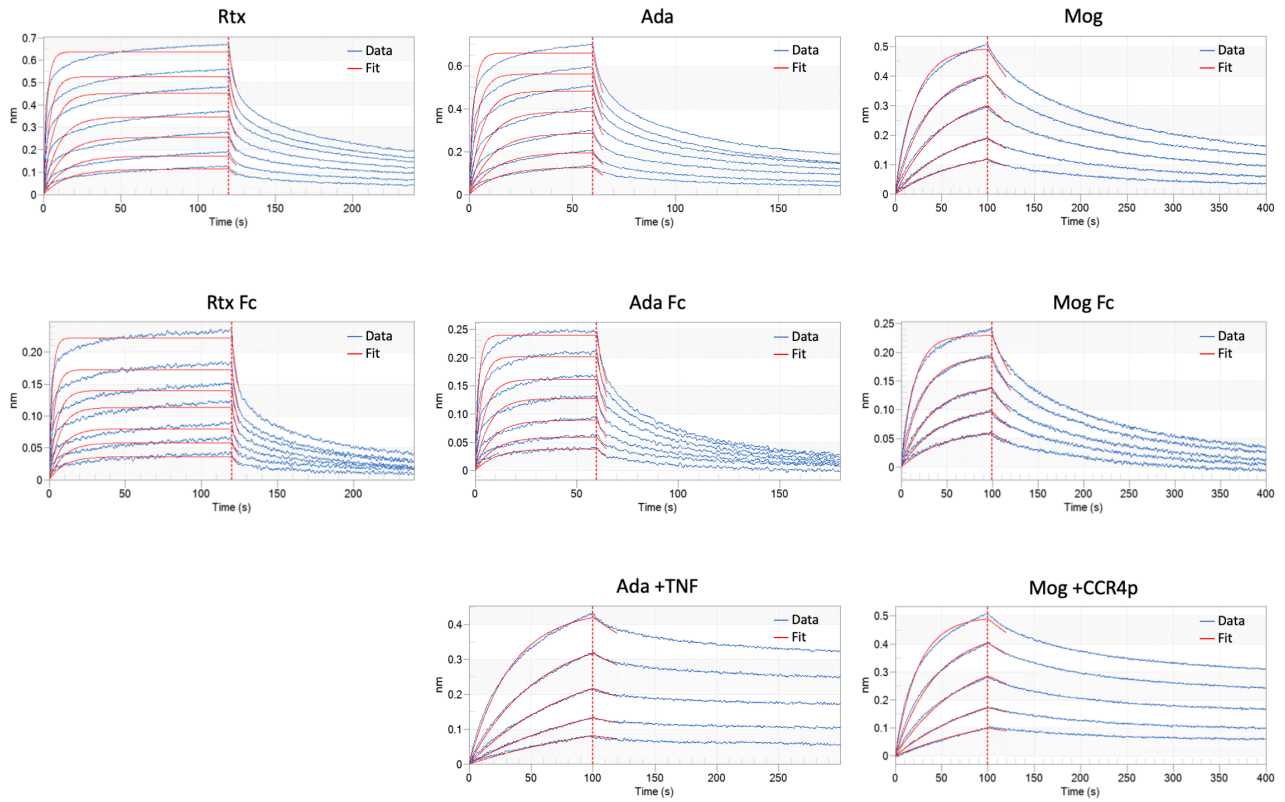 Rtx
Ada
Mog
0.7
0.6
0.5
0.4
0.3
0.2
0.1
0
nm
0
50
100
150
200
Time (s)
Data
Fit
0.6
0.4
0.2
0
nm
0
50
100
150
Time (s)
Data
Fit
0.5
0.4
0.3
0.2
0.1
0
nm
0
50
100
150
200
250
300
350
400
Time (s)
Data
Fit
Rtx Fc
Ada Fc
Mog Fc
0.20
0.15
0.10
0.05
0
nm
0
50
100
150
200
Time (s)
Data
Fit
0.25
0.20
0.15
0.10
0.05
0
nm
0
50
100
150
Time (s)
Data
Fit
0.25
0.20
0.15
0.10
0.05
0
nm
0
50
100
150
200
250
300
350
400
Time (s)
Data
Fit
Ada +TNF
Mog +CCR4p
0.4
0.3
0.2
0.1
0
nm
0
50
100
150
200
250
Time (s)
Data
Fit
0.5
0.4
0.3
0.2
0.1
0
nm
0
50
100
150
200
250
300
350
400
Time (s)
Data
Fit